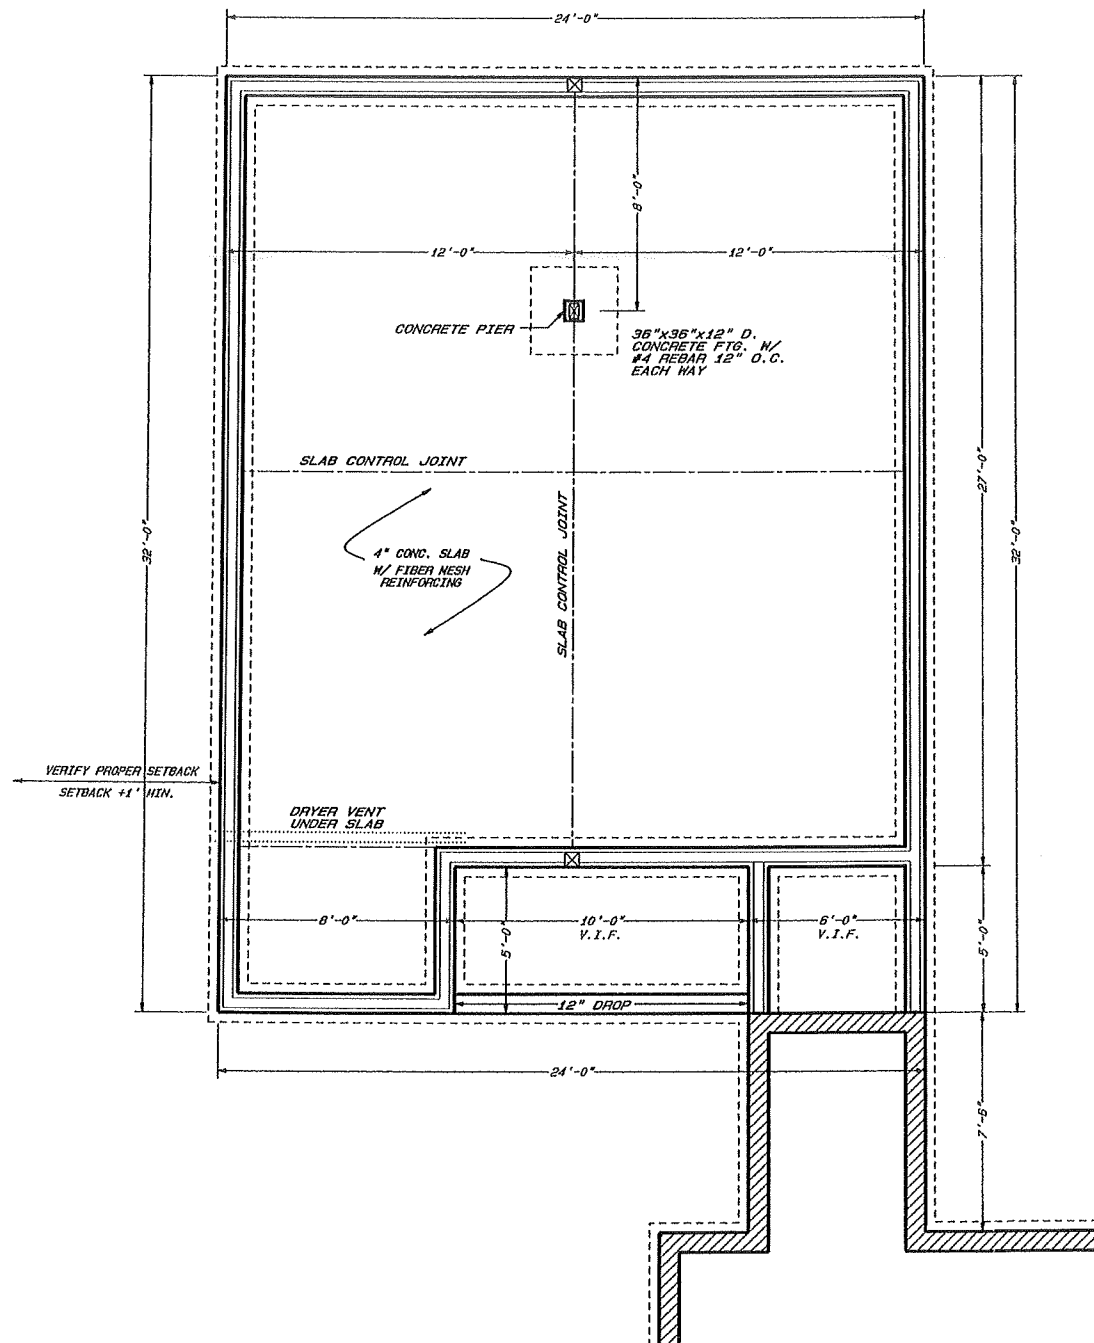 24'-0"
8'-0"
12'-0"
12'-0"
CONCRETE PIER
36"x36"x12" D.
CONCRETE FTG. W/
#4 REBAR 12" O.C.
EACH WAY
SLAB CONTROL JOINT
SLAB CONTROL JOINT
27'-0"
32'-0"
32'-0"
4" CONC. SLAB
W/ FIBER MESH
REINFORCING
VERIFY PROPER SETBACK
SETBACK +1' MIN.
DRYER VENT
UNDER SLAB
8'-0"
5'-0"
10'-0"
V.I.F.
6'-0"
V.I.F.
5'-0"
12" DROP
24'-0"
7'-6"